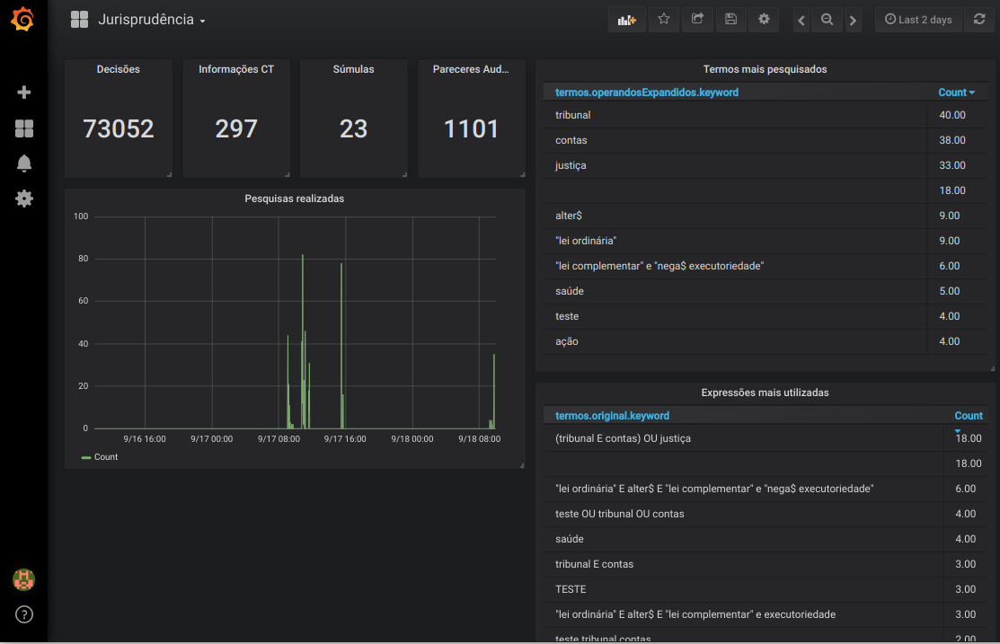 Jurisprudência
Last 2 days
Decisões
73052
Informações CT
297
Súmulas
23
Pareceres Aud...
1101
Pesquisas realizadas
100
80
60
40
20
0
9/16 16:00 9/17 00:00 9/17 08:00 9/17 16:00 9/18 00:00 9/18 08:00
Count
Termos mais pesquisados
termos.operandosExpandidos.keyword Count
tribunal 40.00
contas 38.00
justiça 33.00
18.00
alter$ 9.00
"lei ordinária" 9.00
"lei complementar" e "nega$ executoriedade" 6.00
saúde 5.00
teste 4.00
ação 4.00
Expressões mais utilizadas
termos.original.keyword Count
(tribunal E contas) OU justiça 18.00
18.00
"lei ordinária" E alter$ E "lei complementar" e "nega$ executoriedade" 6.00
teste OU tribunal OU contas 4.00
saúde 4.00
tribunal E contas 3.00
TESTE 3.00
"lei ordinária" E alter$ E "lei complementar" e executoriedade 3.00
teste tribunal contas 2.00
?